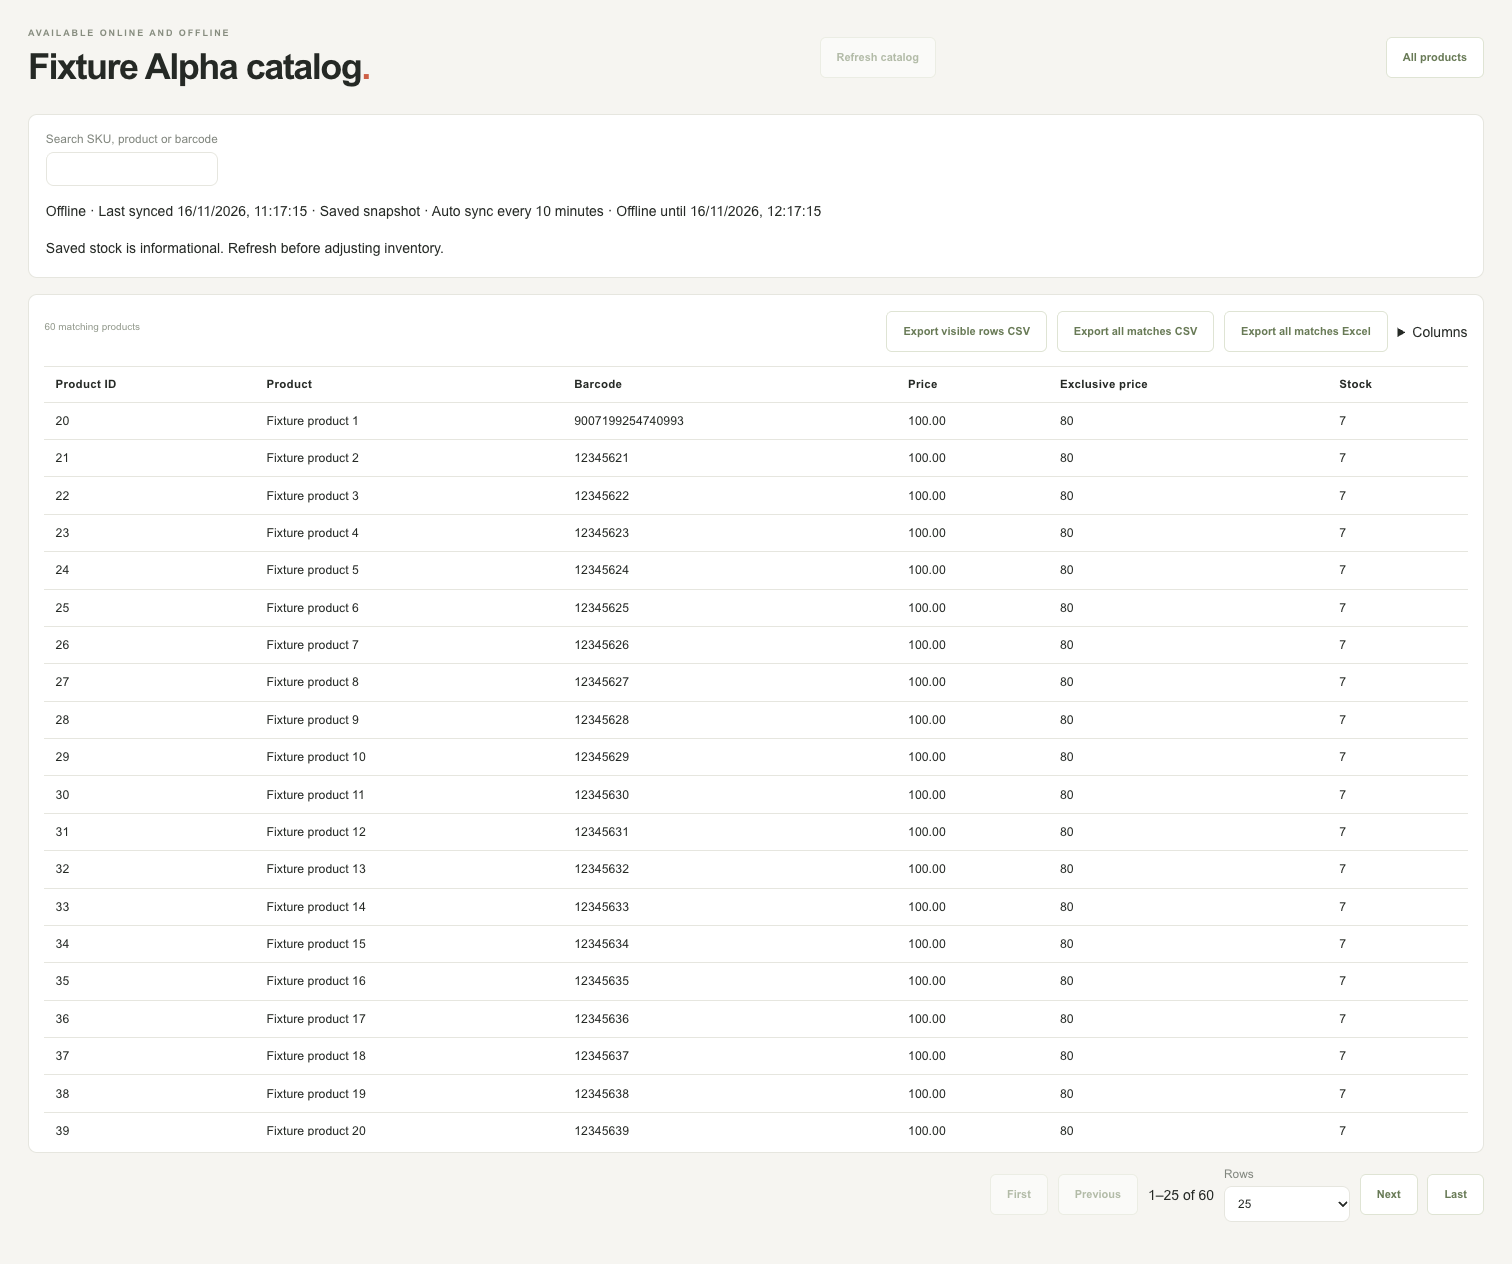 AVAILABLE ONLINE AND OFFLINE
Fixture Alpha catalog.
Refresh catalog
All products
Search SKU, product or barcode
Offline · Last synced 16/11/2026, 11:17:15 · Saved snapshot · Auto sync every 10 minutes · Offline until 16/11/2026, 12:17:15
Saved stock is informational. Refresh before adjusting inventory.
60 matching products
Export visible rows CSV
Export all matches CSV
Export all matches Excel
▶ Columns
Product ID Product Barcode Price Exclusive price Stock
20 Fixture product 1 9007199254740993 100.00 80 7
21 Fixture product 2 12345621 100.00 80 7
22 Fixture product 3 12345622 100.00 80 7
23 Fixture product 4 12345623 100.00 80 7
24 Fixture product 5 12345624 100.00 80 7
25 Fixture product 6 12345625 100.00 80 7
26 Fixture product 7 12345626 100.00 80 7
27 Fixture product 8 12345627 100.00 80 7
28 Fixture product 9 12345628 100.00 80 7
29 Fixture product 10 12345629 100.00 80 7
30 Fixture product 11 12345630 100.00 80 7
31 Fixture product 12 12345631 100.00 80 7
32 Fixture product 13 12345632 100.00 80 7
33 Fixture product 14 12345633 100.00 80 7
34 Fixture product 15 12345634 100.00 80 7
35 Fixture product 16 12345635 100.00 80 7
36 Fixture product 17 12345636 100.00 80 7
37 Fixture product 18 12345637 100.00 80 7
38 Fixture product 19 12345638 100.00 80 7
39 Fixture product 20 12345639 100.00 80 7
First
Previous
1–25 of 60
Rows
25
Next
Last